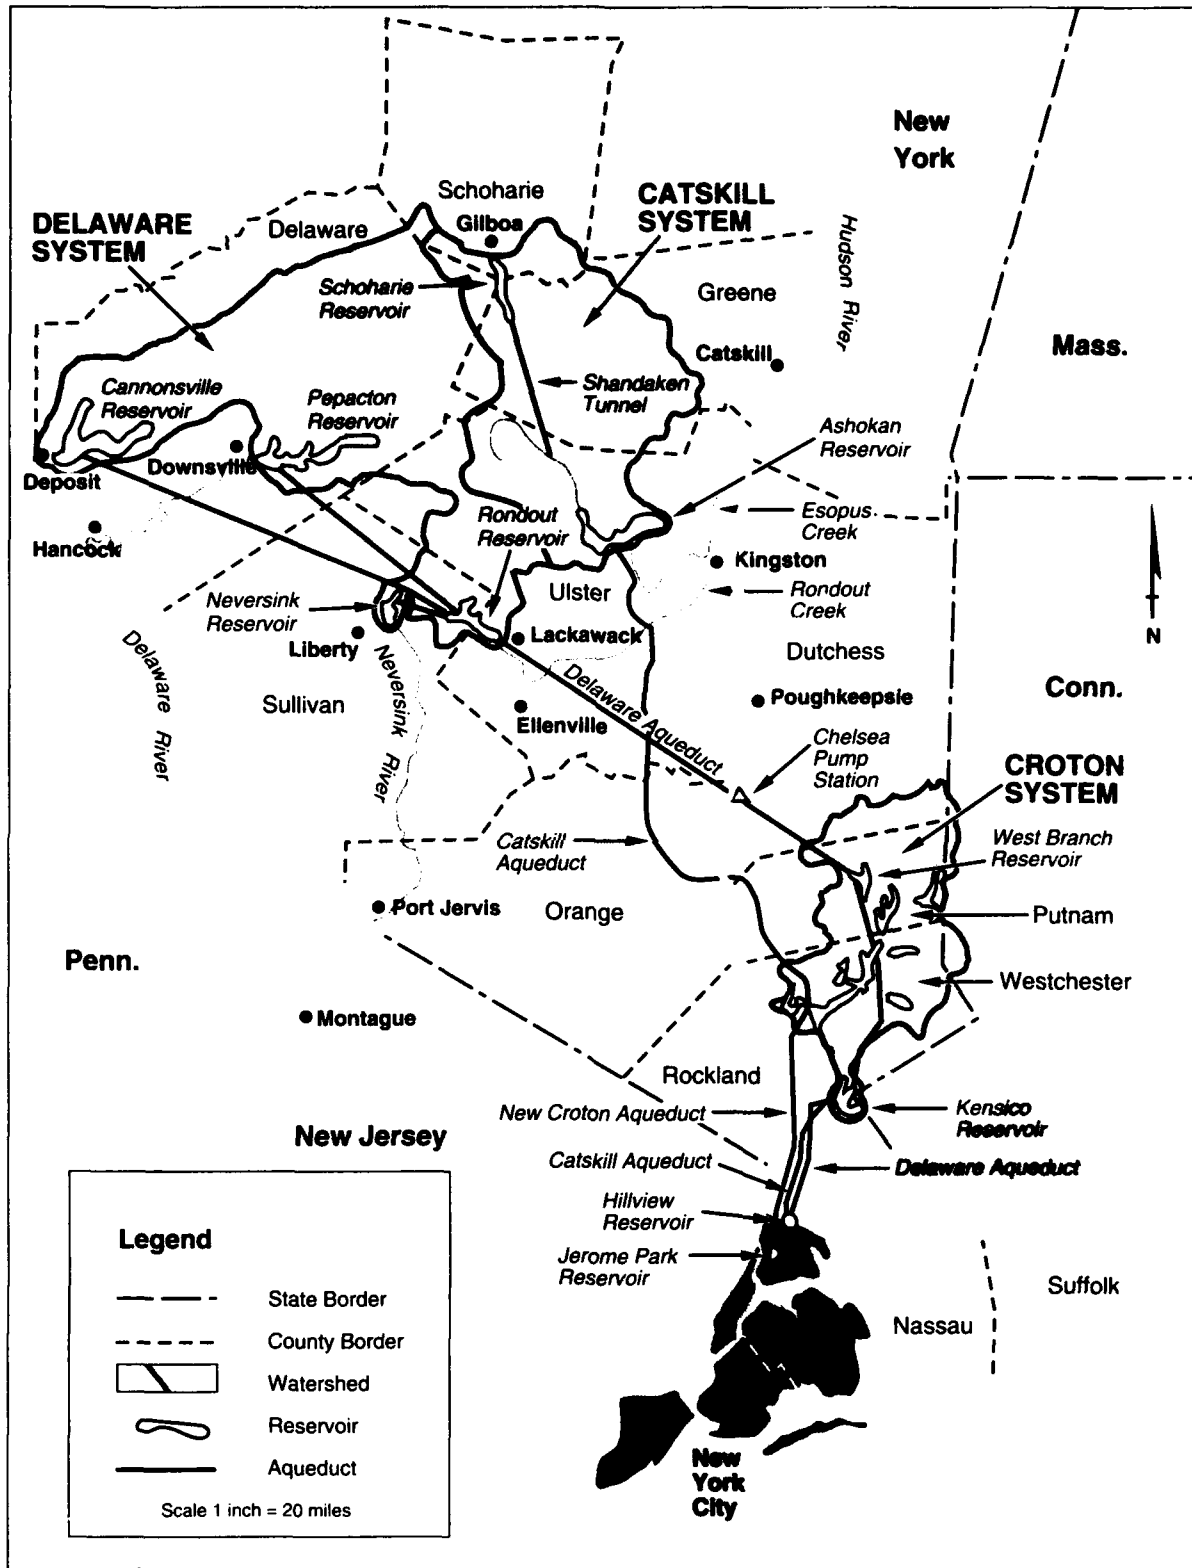 New
York
Schoharie
CATSKILL
SYSTEM
DELAWARE
SYSTEM
Delaware
Gilboa
Hudson River
Schoharie
Reservoir
Greene
Mass.
Catskill
Cannonsville
Reservoir
Pepacton
Reservoir
Shandaken
Tunnel
Ashokan
Reservoir
Downsville
Deposit
Rondout
Reservoir
Esopus
Creek
Hancock
Kingston
Neversink
Reservoir
Ulster
Rondout
Creek
Liberty
Lackawack
N
Delaware
River
Neversink River
Sullivan
Delaware Aqueduct
Dutchess
Conn.
Ellenville
Poughkeepsie
Chelsea
Pump
Station
CROTON
SYSTEM
Catskill
Aqueduct
West Branch
Reservoir
Port Jervis
Orange
Putnam
Penn.
Westchester
Montague
Rockland
New Croton Aqueduct
Kensico
Reservoir
New Jersey
Catskill Aqueduct
Delaware Aqueduct
Hillview
Reservoir
Jerome Park
Reservoir
Nassau
Suffolk
New
York
City
Legend
State Border
County Border
Watershed
Reservoir
Aqueduct
Scale 1 inch = 20 miles